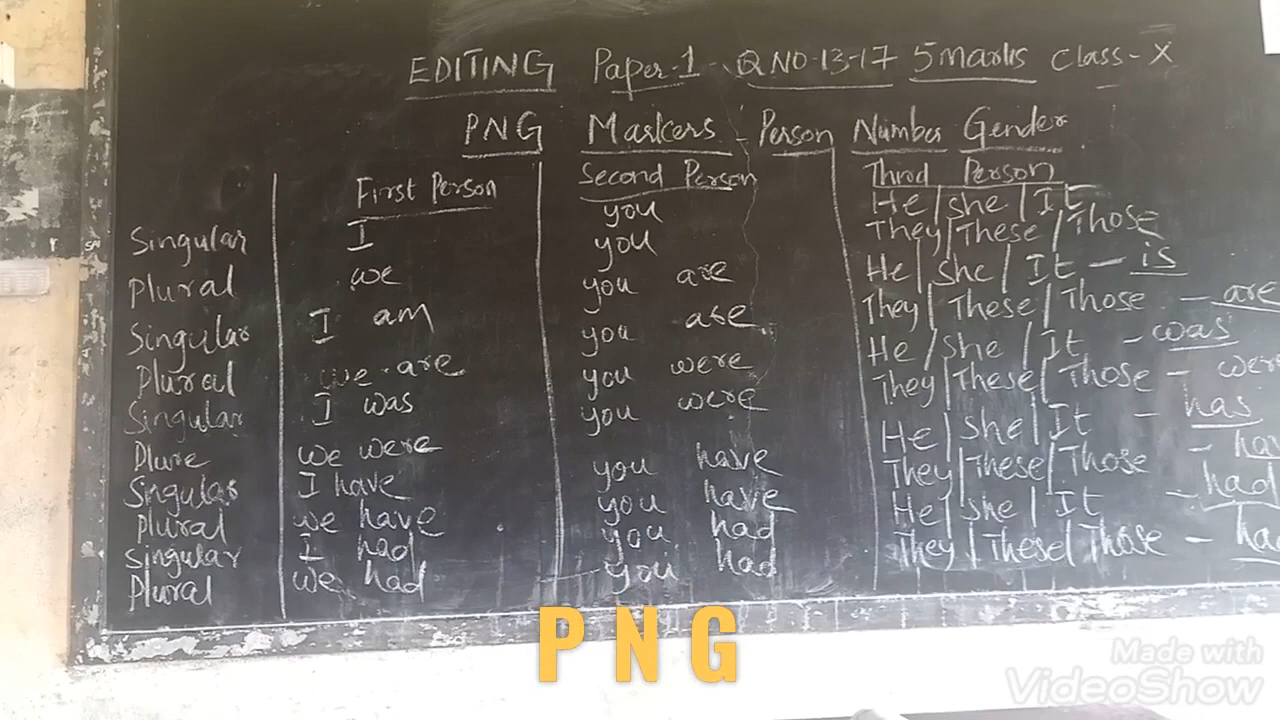 EDITING Paper-1 - Q NO-13-17 5 marks class-X
PNG Markers - Person Number Gender
First Person Second Person Third Person
Singular I you He/she/It
Plural we you They/These/Those
Singular I am you are He/she/It - is
Plural we are you are They/These/Those - are
Singular I was you were He/she/It - was
Plure we were you were They/These/Those - were
Singular I have you have He/she/It - has
Plural we have you have They/These/Those - hav
Singular I had you had He/she/It - had
Plural we had you had They/These/Those - had
PNG
Made with
VideoShow